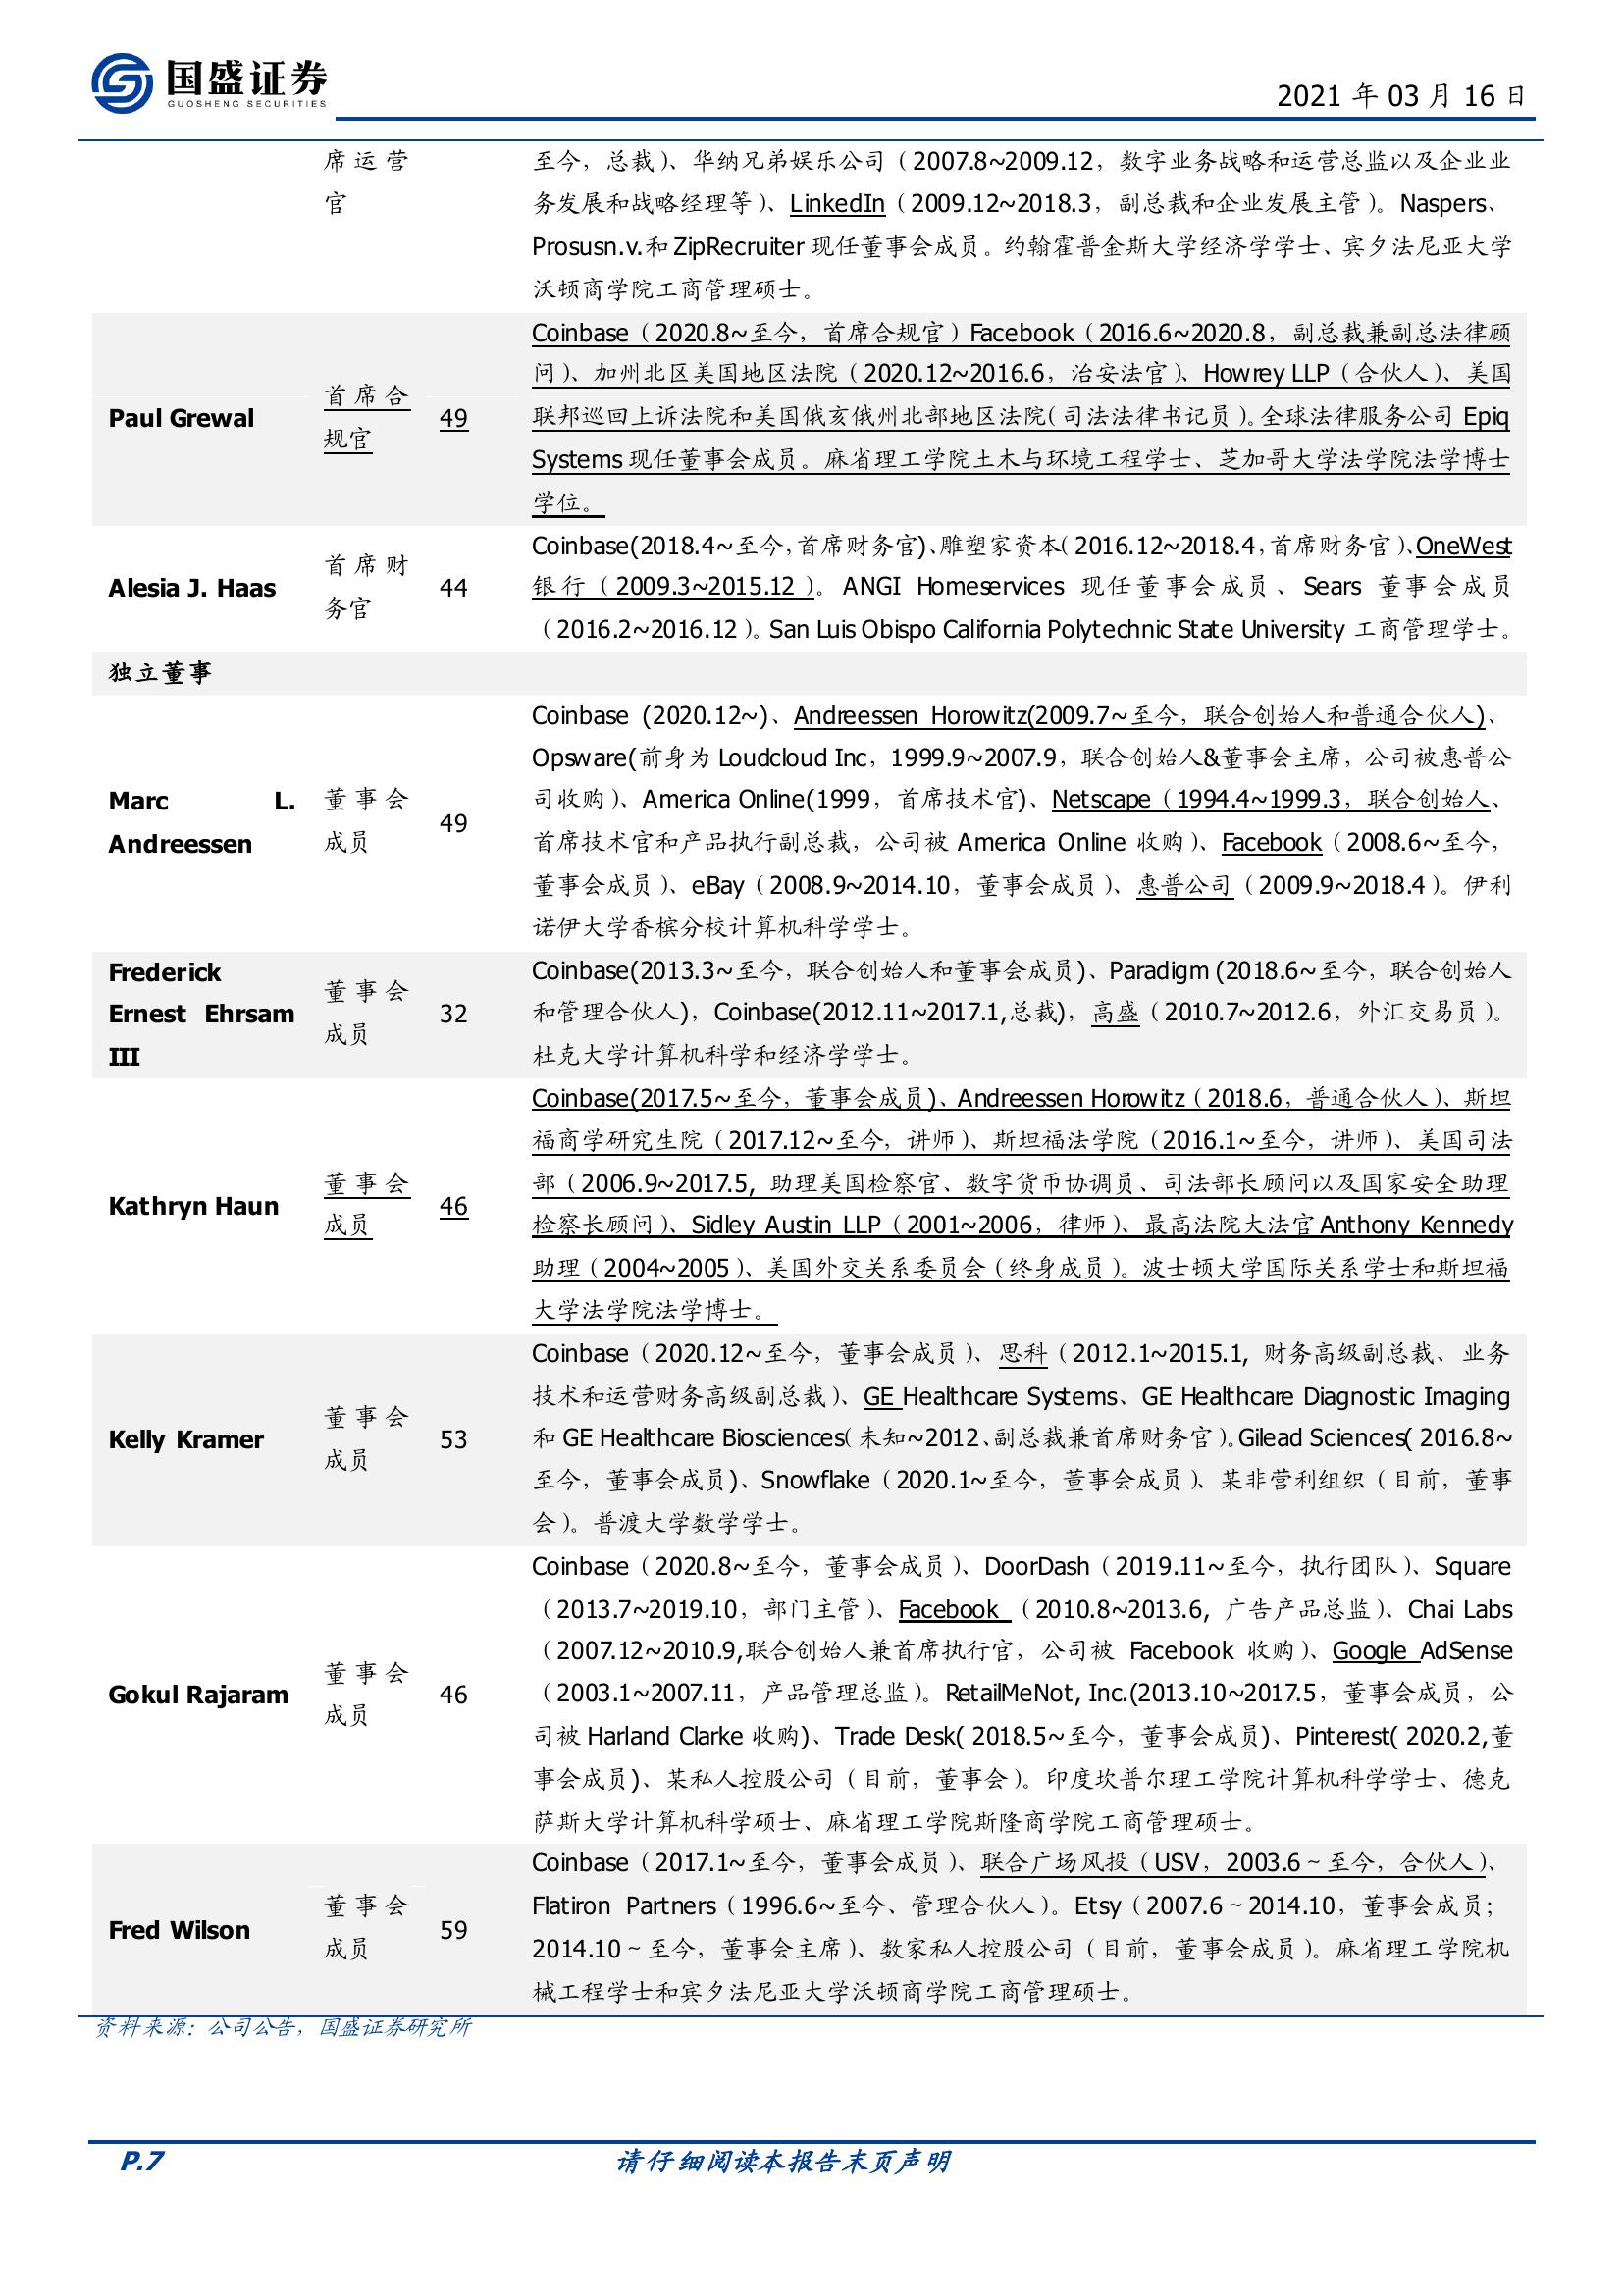 国盛证券
GUOSHENG SECURITIES
2021 年 03 月 16 日
席运营
官
至今，总裁）、华纳兄弟娱乐公司（2007.8~2009.12，数字业务战略和运营总监以及企业业
务发展和战略经理等）、LinkedIn（2009.12~2018.3，副总裁和企业发展主管）。Naspers、
Prosusn.v.和 ZipRecruiter 现任董事会成员。约翰霍普金斯大学经济学学士、宾夕法尼亚大学
沃顿商学院工商管理硕士。
Paul Grewal
首席合
规官
49
Coinbase（2020.8~至今，首席合规官）Facebook（2016.6~2020.8，副总裁兼副总法律顾
问）、加州北区美国地区法院（2020.12~2016.6，治安法官）、Howrey LLP（合伙人）、美国
联邦巡回上诉法院和美国俄亥俄州北部地区法院(司法法律书记员)。全球法律服务公司 Epiq
Systems 现任董事会成员。麻省理工学院土木与环境工程学士、芝加哥大学法学院法学博士
学位。
Alesia J. Haas
首席财
务官
44
Coinbase(2018.4~至今，首席财务官)、雕塑家资本（2016.12~2018.4，首席财务官）、OneWest
银行（2009.3~2015.12）。ANGI Homeservices 现任董事会成员、Sears 董事会成员
（2016.2~2016.12）。San Luis Obispo California Polytechnic State University 工商管理学士。
独立董事
Marc L.
Andreessen
董事会
成员
49
Coinbase (2020.12~)、Andreessen Horowitz(2009.7~至今，联合创始人和普通合伙人)、
Opsware(前身为 Loudcloud Inc，1999.9~2007.9，联合创始人&董事会主席，公司被惠普公
司收购）、America Online(1999，首席技术官)、Netscape（1994.4~1999.3，联合创始人、
首席技术官和产品执行副总裁，公司被 America Online 收购）、Facebook（2008.6~至今，
董事会成员）、eBay（2008.9~2014.10，董事会成员）、惠普公司（2009.9~2018.4）。伊利
诺伊大学香槟分校计算机科学学士。
Frederick
Ernest Ehrsam
III
董事会
成员
32
Coinbase(2013.3~至今，联合创始人和董事会成员)、Paradigm (2018.6~至今，联合创始人
和管理合伙人)，Coinbase(2012.11~2017.1,总裁)，高盛（2010.7~2012.6，外汇交易员）。
杜克大学计算机科学和经济学学士。
Kathryn Haun
董事会
成员
46
Coinbase(2017.5~至今，董事会成员)、Andreessen Horowitz（2018.6，普通合伙人）、斯坦
福商学研究生院（2017.12~至今，讲师）、斯坦福法学院（2016.1~至今，讲师）、美国司法
部（2006.9~2017.5, 助理美国检察官、数字货币协调员、司法部长顾问以及国家安全助理
检察长顾问）、Sidley Austin LLP（2001~2006，律师）、最高法院大法官 Anthony Kennedy
助理（2004~2005）、美国外交关系委员会（终身成员）。波士顿大学国际关系学士和斯坦福
大学法学院法学博士。
Kelly Kramer
董事会
成员
53
Coinbase（2020.12~至今，董事会成员）、思科（2012.1~2015.1, 财务高级副总裁、业务
技术和运营财务高级副总裁）、GE Healthcare Systems、GE Healthcare Diagnostic Imaging
和 GE Healthcare Biosciences（未知~2012、副总裁兼首席财务官）。Gilead Sciences（2016.8~
至今，董事会成员)、Snowflake（2020.1~至今，董事会成员）、某非营利组织（目前，董事
会）。普渡大学数学学士。
Gokul Rajaram
董事会
成员
46
Coinbase（2020.8~至今，董事会成员）、DoorDash（2019.11~至今，执行团队）、Square
（2013.7~2019.10，部门主管）、Facebook （2010.8~2013.6, 广告产品总监）、Chai Labs
（2007.12~2010.9,联合创始人兼首席执行官，公司被 Facebook 收购）、Google AdSense
（2003.1~2007.11，产品管理总监）。RetailMeNot, Inc.(2013.10~2017.5，董事会成员，公
司被 Harland Clarke 收购)、Trade Desk（2018.5~至今，董事会成员)、Pinterest（2020.2,董
事会成员)、某私人控股公司（目前，董事会）。印度坎普尔理工学院计算机科学学士、德克
萨斯大学计算机科学硕士、麻省理工学院斯隆商学院工商管理硕士。
Fred Wilson
董事会
成员
59
Coinbase（2017.1~至今，董事会成员）、联合广场风投（USV，2003.6～至今，合伙人）、
Flatiron Partners（1996.6~至今、管理合伙人）。Etsy（2007.6～2014.10，董事会成员；
2014.10～至今，董事会主席）、数家私人控股公司（目前，董事会成员）。麻省理工学院机
械工程学士和宾夕法尼亚大学沃顿商学院工商管理硕士。
资料来源：公司公告，国盛证券研究所
P.7
请仔细阅读本报告末页声明